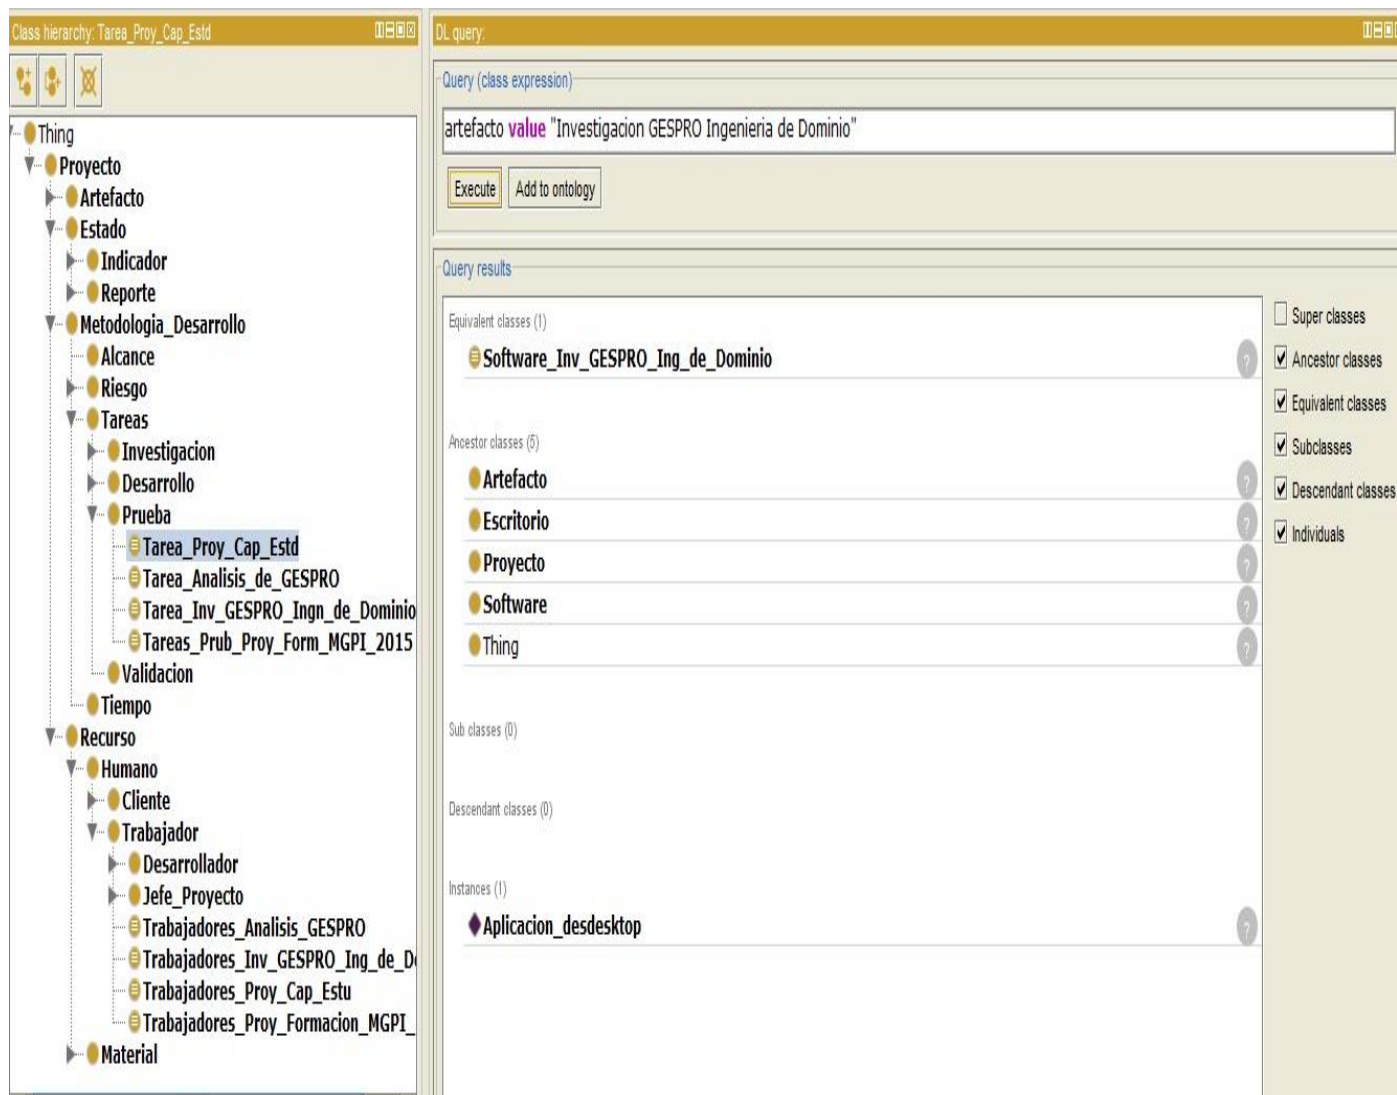 Class hierarchy: Tarea_Proy_Cap_Estd
Thing
Proyecto
Artefacto
Estado
Indicador
Reporte
Metodologia_Desarrollo
Alcance
Riesgo
Tareas
Investigacion
Desarrollo
Prueba
Tarea_Proy_Cap_Estd
Tarea_Analisis_de_GESPRO
Tarea_Inv_GESPRO_Ingn_de_Dominio
Tareas_Prub_Proy_Form_MGPI_2015
Validacion
Tiempo
Recurso
Humano
Cliente
Trabajador
Desarrollador
Jefe_Proyecto
Trabajadores_Analisis_GESPRO
Trabajadores_Inv_GESPRO_Ing_de_D
Trabajadores_Proy_Cap_Estu
Trabajadores_Proy_Formacion_MGPI_
Material
DL query:
Query (class expression)
artefacto value "Investigacion GESPRO Ingenieria de Dominio"
Execute Add to ontology
Query results
Equivalent classes (1)
Software_Inv_GESPRO_Ing_de_Dominio ?
Ancestor classes (5)
Artefacto ?
Escritorio ?
Proyecto ?
Software ?
Thing ?
Sub classes (0)
Descendant classes (0)
Instances (1)
Aplicacion_desdesktop ?
Super classes
Ancestor classes
Equivalent classes
Subclasses
Descendant classes
Individuals